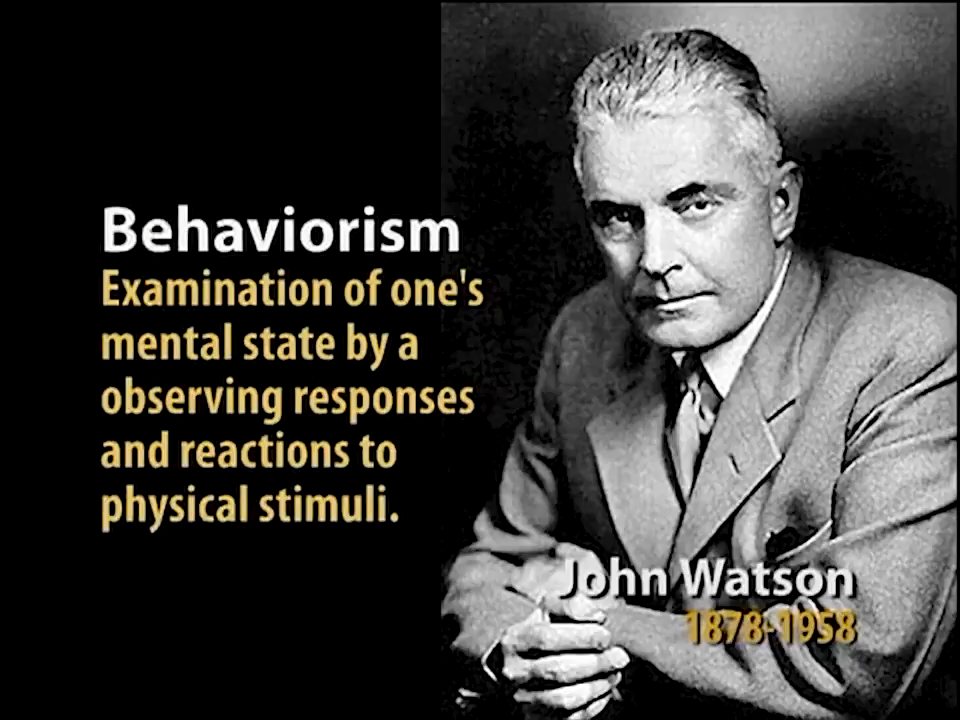 Behaviorism
Examination of one's
mental state by a
observing responses
and reactions to
physical stimuli.
John Watson
1878-1958